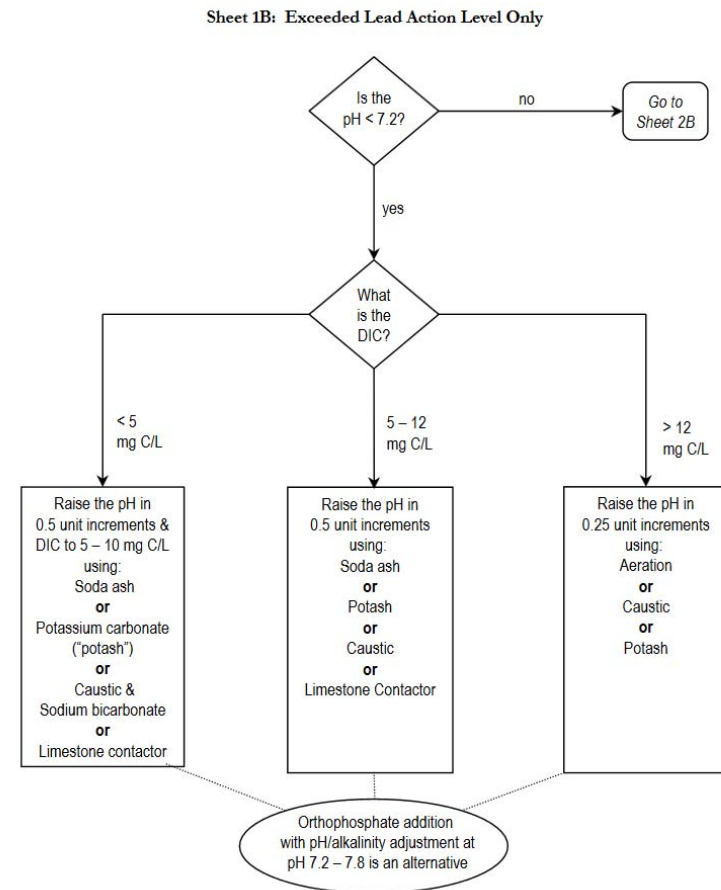 Sheet 1B: Exceeded Lead Action Level Only
Is the
pH < 7.2?
no
Go to
Sheet 2B
yes
What
is the
DIC?
< 5
mg C/L
5 – 12
mg C/L
> 12
mg C/L
Raise the pH in
0.5 unit increments &
DIC to 5 – 10 mg C/L
using:
Soda ash
or
Potassium carbonate
(“potash”)
or
Caustic &
Sodium bicarbonate
or
Limestone contactor
Raise the pH in
0.5 unit increments
using:
Soda ash
or
Potash
or
Caustic
or
Limestone Contactor
Raise the pH in
0.25 unit increments
using:
Aeration
or
Caustic
or
Potash
Orthophosphate addition
with pH/alkalinity adjustment at
pH 7.2 – 7.8 is an alternative